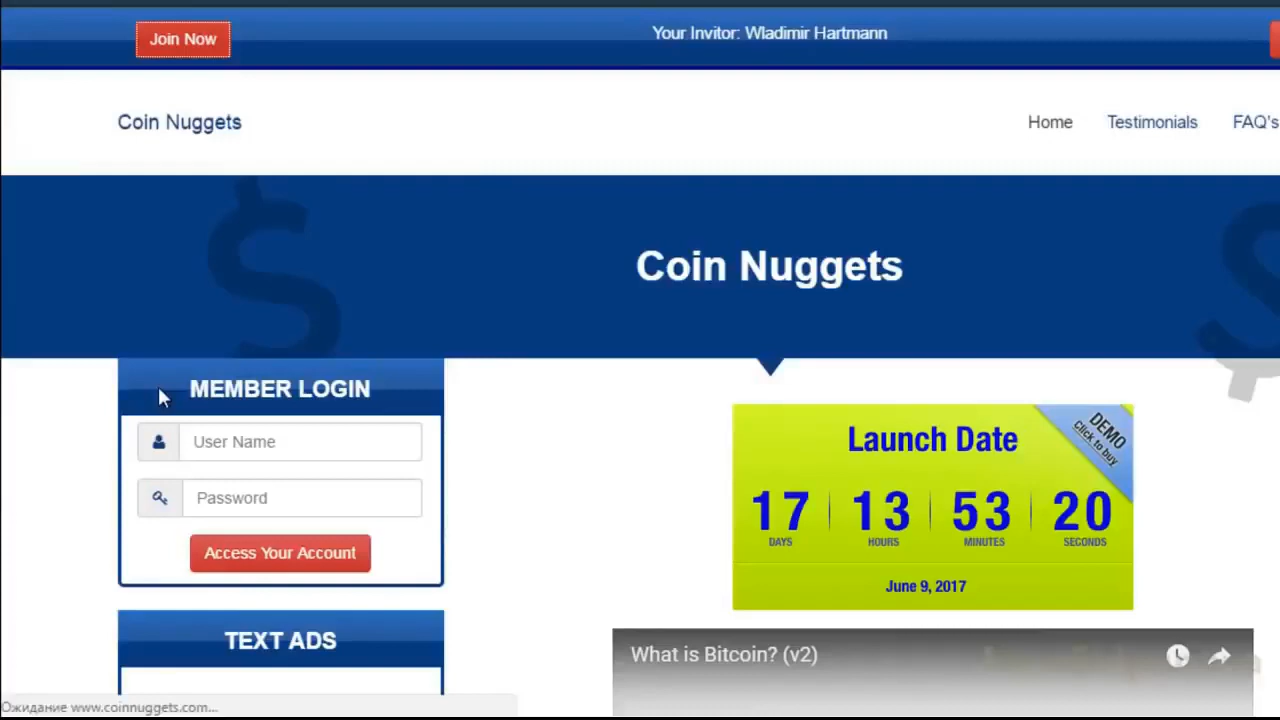 Join Now
Your Invitor: Wladimir Hartmann
Coin Nuggets
Home Testimonials FAQ's
Coin Nuggets
MEMBER LOGIN
User Name
Password
Access Your Account
TEXT ADS
Launch Date
DEMO
Click to buy
17 13 53 20
DAYS HOURS MINUTES SECONDS
June 9, 2017
What is Bitcoin? (v2)
Ожидание www.coinnuggets.com...